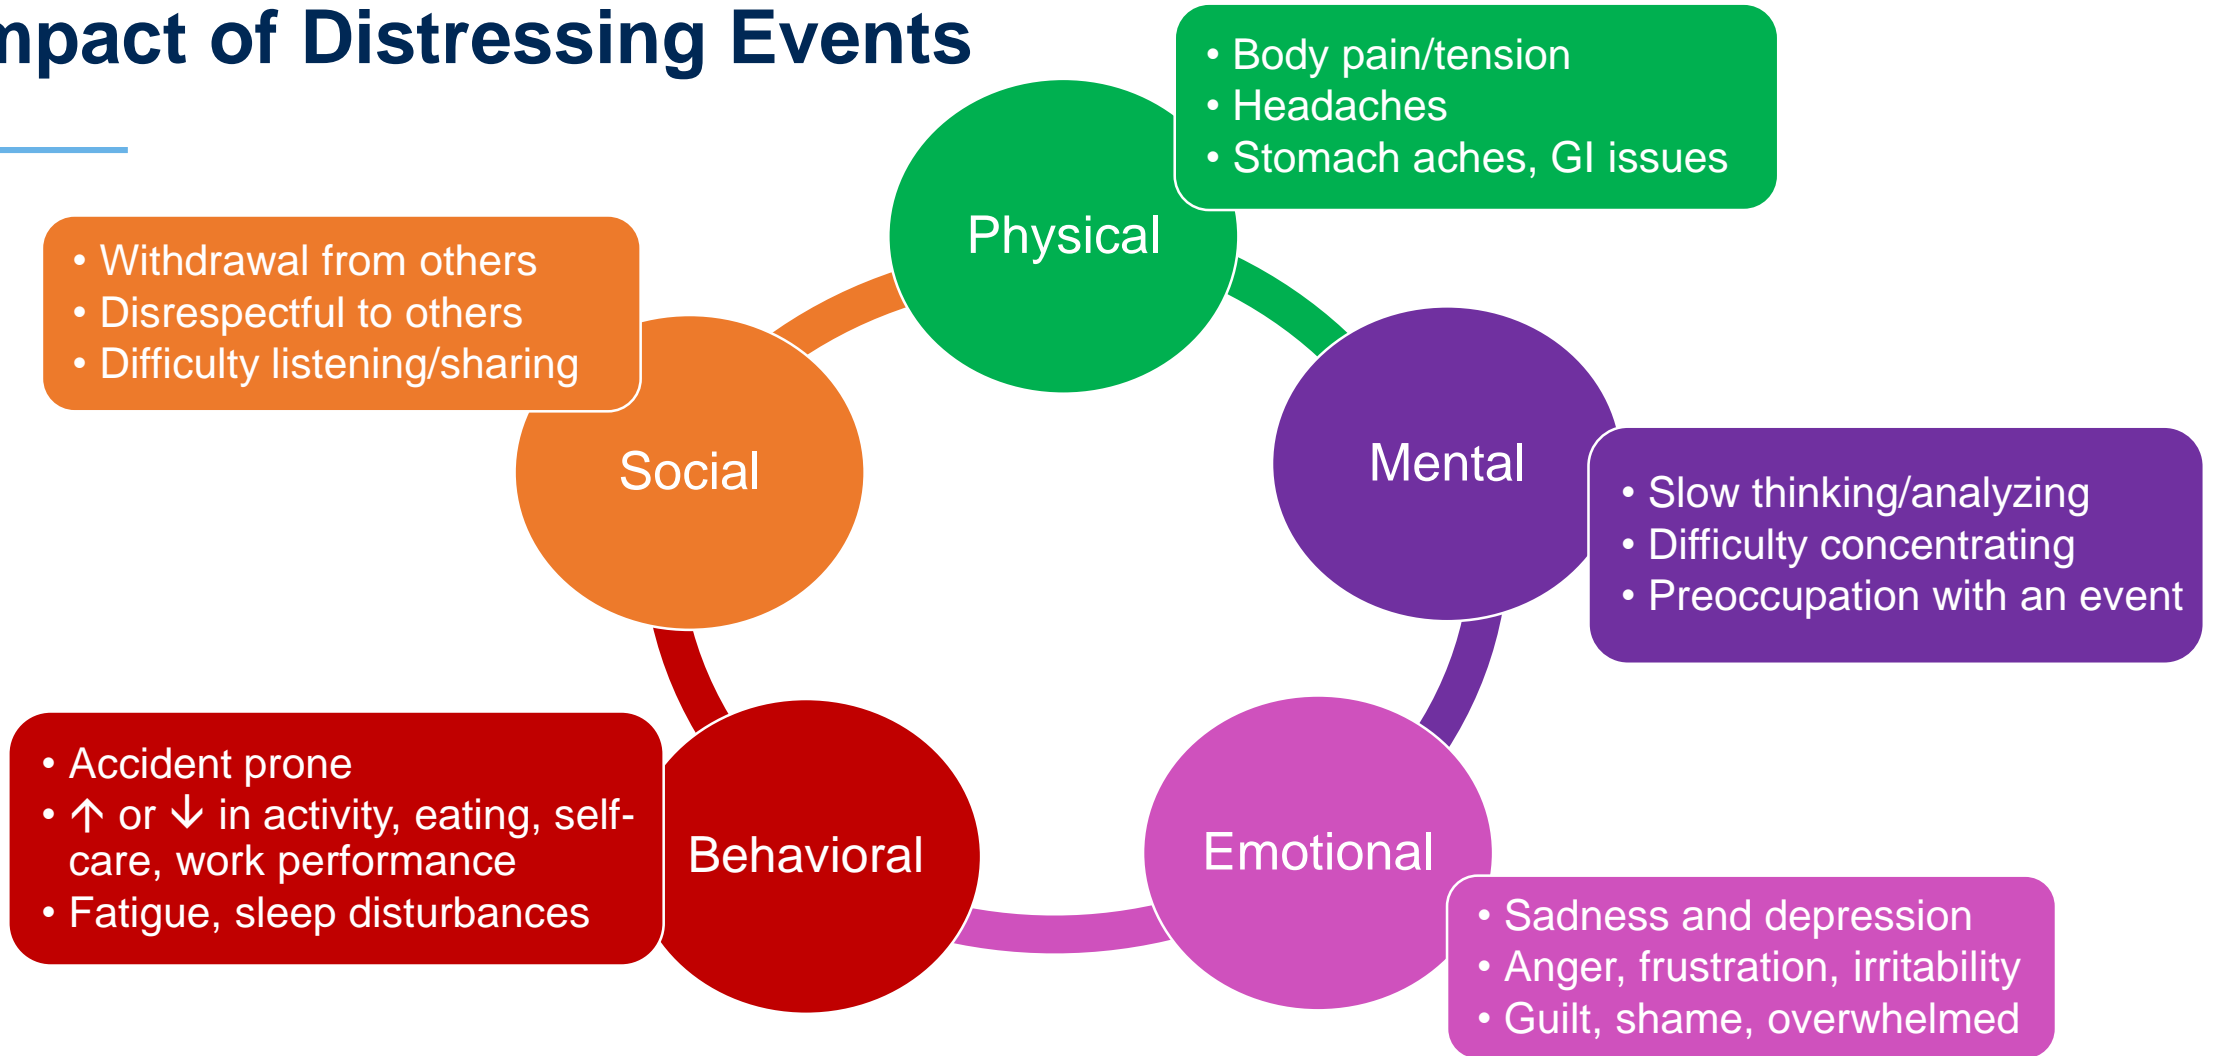 mpact of Distressing Events
• Body pain/tension
• Headaches
• Stomach aches, GI issues
Physical
• Withdrawal from others
• Disrespectful to others
• Difficulty listening/sharing
Social
Mental
• Slow thinking/analyzing
• Difficulty concentrating
• Preoccupation with an event
• Accident prone
• ↑ or ↓ in activity, eating, self-
care, work performance
• Fatigue, sleep disturbances
Behavioral
Emotional
• Sadness and depression
• Anger, frustration, irritability
• Guilt, shame, overwhelmed